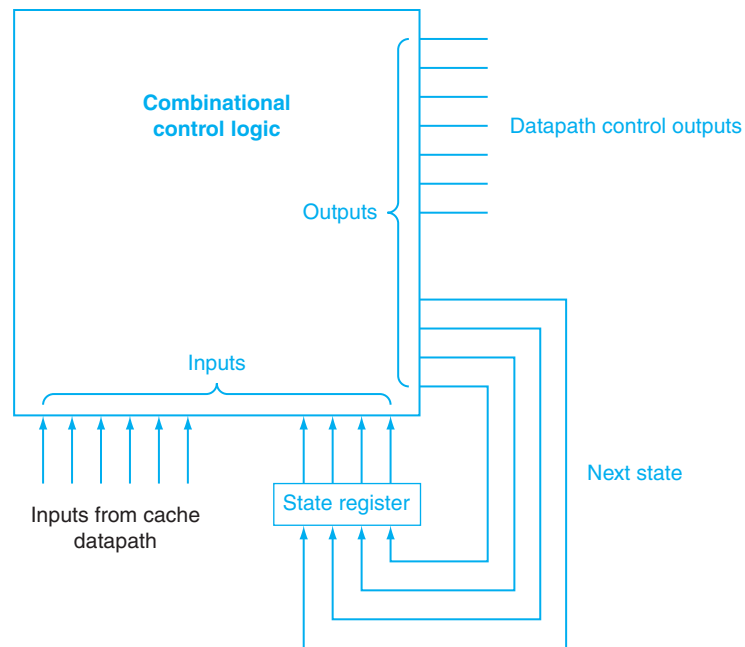 Combinational
control logic
Datapath control outputs
Outputs
Inputs
Next state
State register
Inputs from cache
datapath